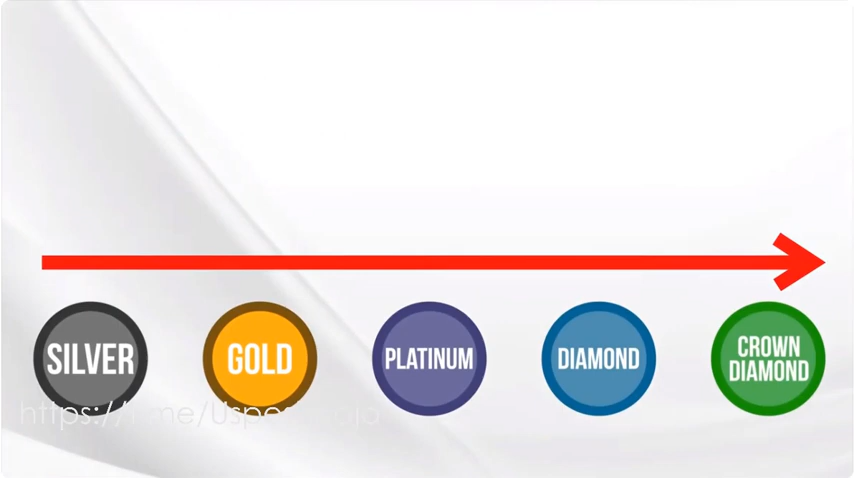 SILVER
GOLD
PLATINUM
DIAMOND
CROWN
DIAMOND